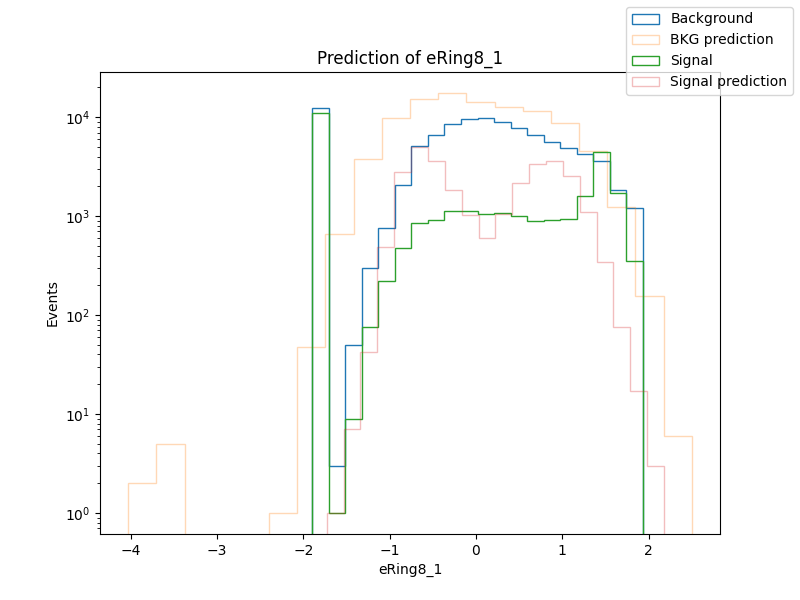 Prediction of eRing8_1
Background
BKG prediction
Signal
Signal prediction
Events
10⁴
10³
10²
10¹
10⁰
−4 −3 −2 −1 0 1 2
eRing8_1